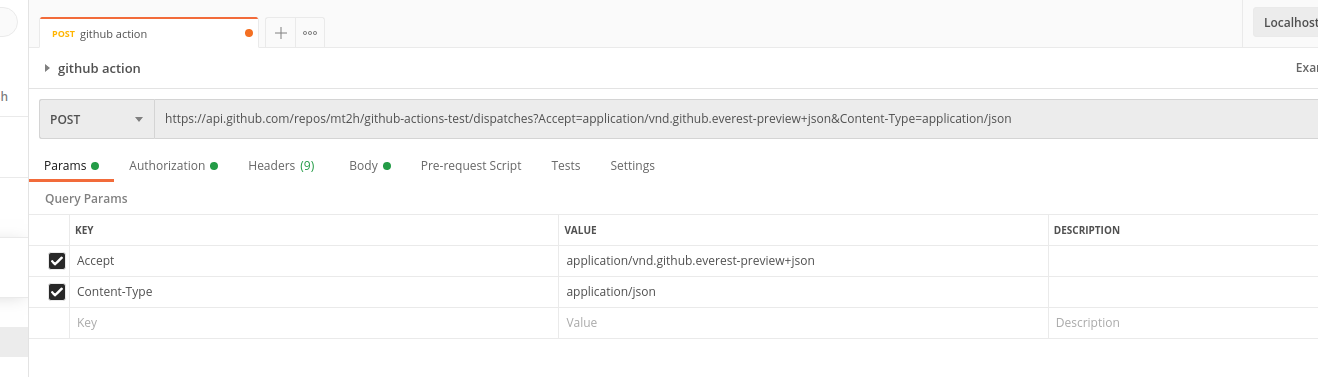 POST github action
Localhost
github action
Exam
h
POST https://api.github.com/repos/mt2h/github-actions-test/dispatches?Accept=application/vnd.github.everest-preview+json&Content-Type=application/json
Params Authorization Headers (9) Body Pre-request Script Tests Settings
Query Params
KEY VALUE DESCRIPTION
Accept application/vnd.github.everest-preview+json
Content-Type application/json
Key Value Description